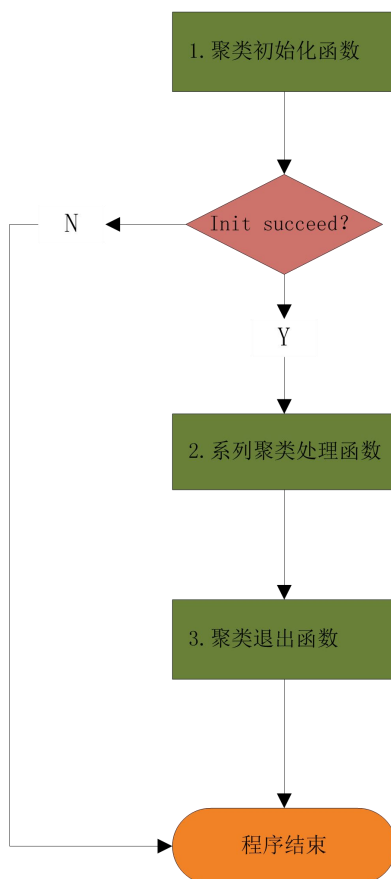 1.聚类初始化函数
Init succeed?
N
Y
2.系列聚类处理函数
3.聚类退出函数
程序结束